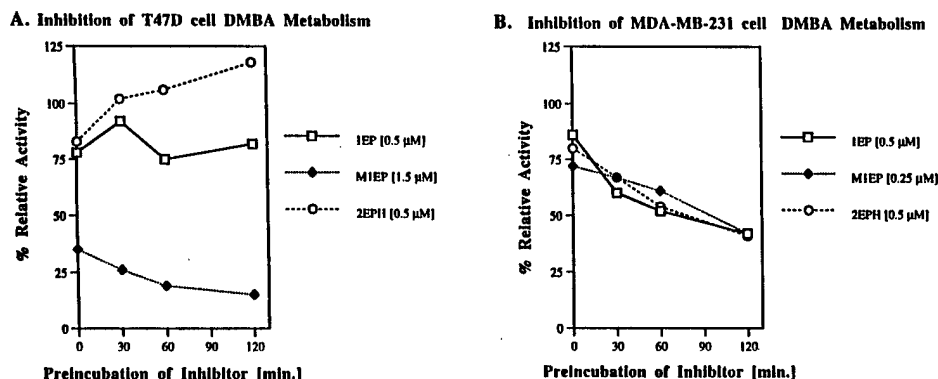 A. Inhibition of T47D cell DMBA Metabolism
125
100
75
50
25
0
% Relative Activity
0 30 60 90 120
Preincubation of Inhibitor [min.]
1EP [0.5 μM]
M1EP [1.5 μM]
2EPH [0.5 μM]
B. Inhibition of MDA-MB-231 cell DMBA Metabolism
125
100
75
50
25
0
% Relative Activity
0 30 60 90 120
Preincubation of Inhibitor [min.]
1EP [0.5 μM]
M1EP [0.25 μM]
2EPH [0.5 μM]